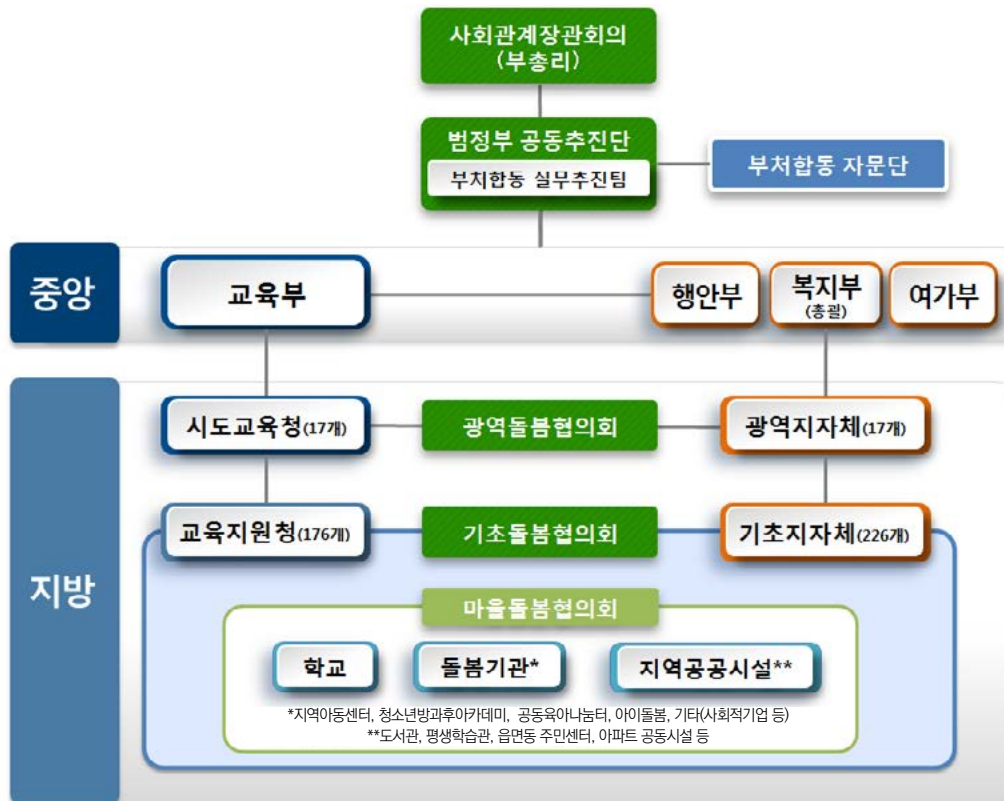 사회관계장관회의
(부총리)
범정부 공동추진단
부처합동 실무추진팀
부처합동 자문단
중앙
교육부
행안부
복지부
(총괄)
여가부
지방
시도교육청(17개)
광역돌봄협의회
광역지자체(17개)
교육지원청(176개)
기초돌봄협의회
기초지자체(226개)
마을돌봄협의회
학교
돌봄기관*
지역공공시설**
*지역아동센터, 청소년방과후아카데미, 공동육아나눔터, 아이돌봄, 기타(사회적기업 등)
**도서관, 평생학습관, 읍면동 주민센터, 아파트 공동시설 등